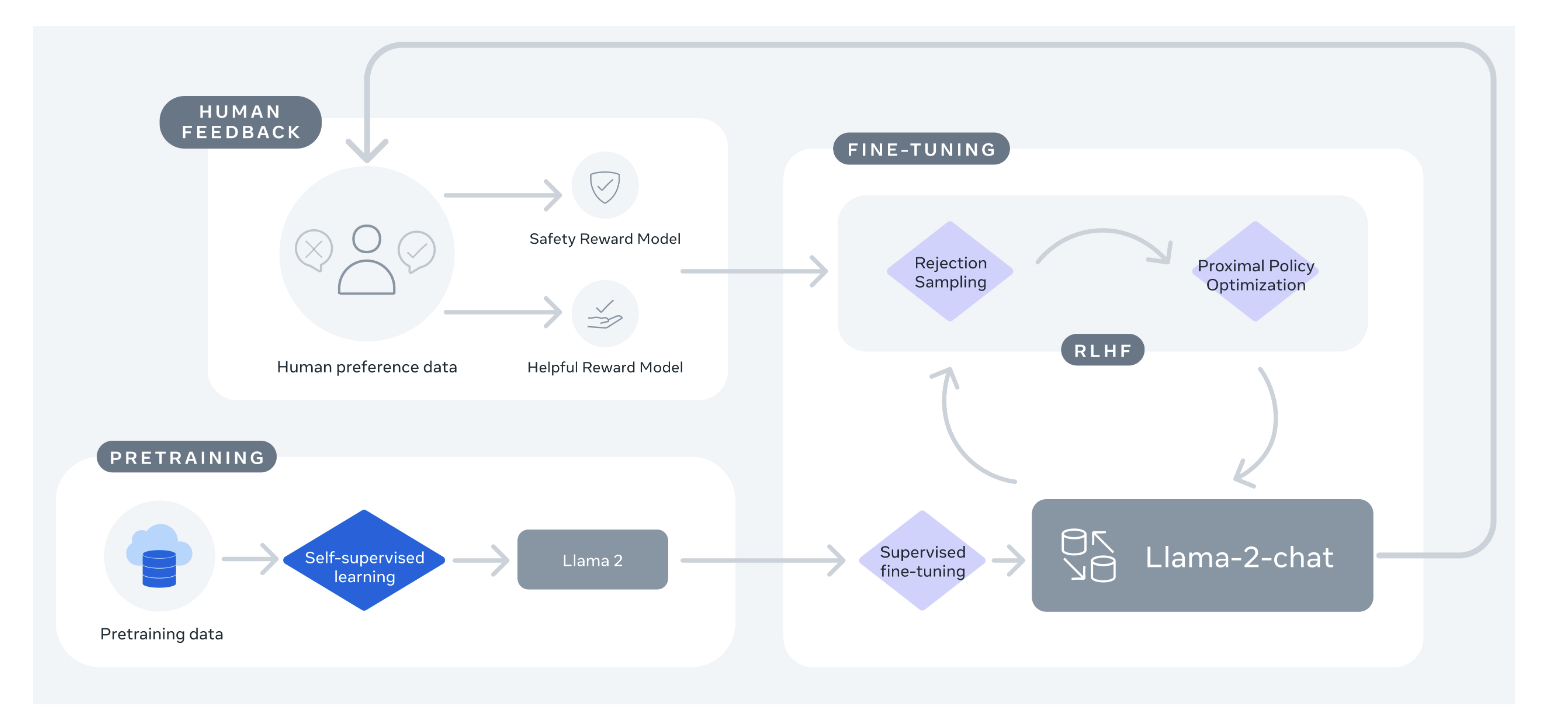 HUMAN
FEEDBACK
Safety Reward Model
Human preference data
Helpful Reward Model
FINE-TUNING
Rejection
Sampling
Proximal Policy
Optimization
RLHF
PRETRAINING
Pretraining data
Self-supervised
learning
Llama 2
Supervised
fine-tuning
Llama-2-chat